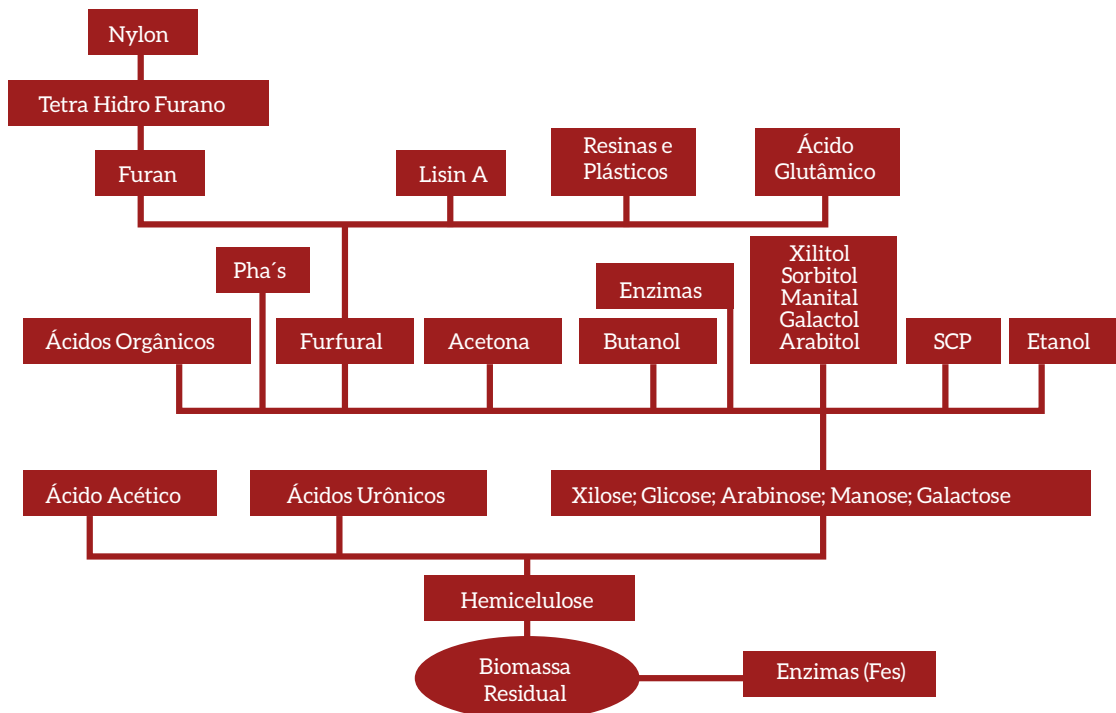 Nylon
Tetra Hidro Furano
Furan
Lisin A
Resinas e
Plásticos
Ácido
Glutâmico
Pha´s
Enzimas
Xilitol
Sorbitol
Manital
Galactol
Arabitol
Ácidos Orgânicos
Furfural
Acetona
Butanol
SCP
Etanol
Ácido Acético
Ácidos Urônicos
Xilose; Glicose; Arabinose; Manose; Galactose
Hemicelulose
Biomassa
Residual
Enzimas (Fes)